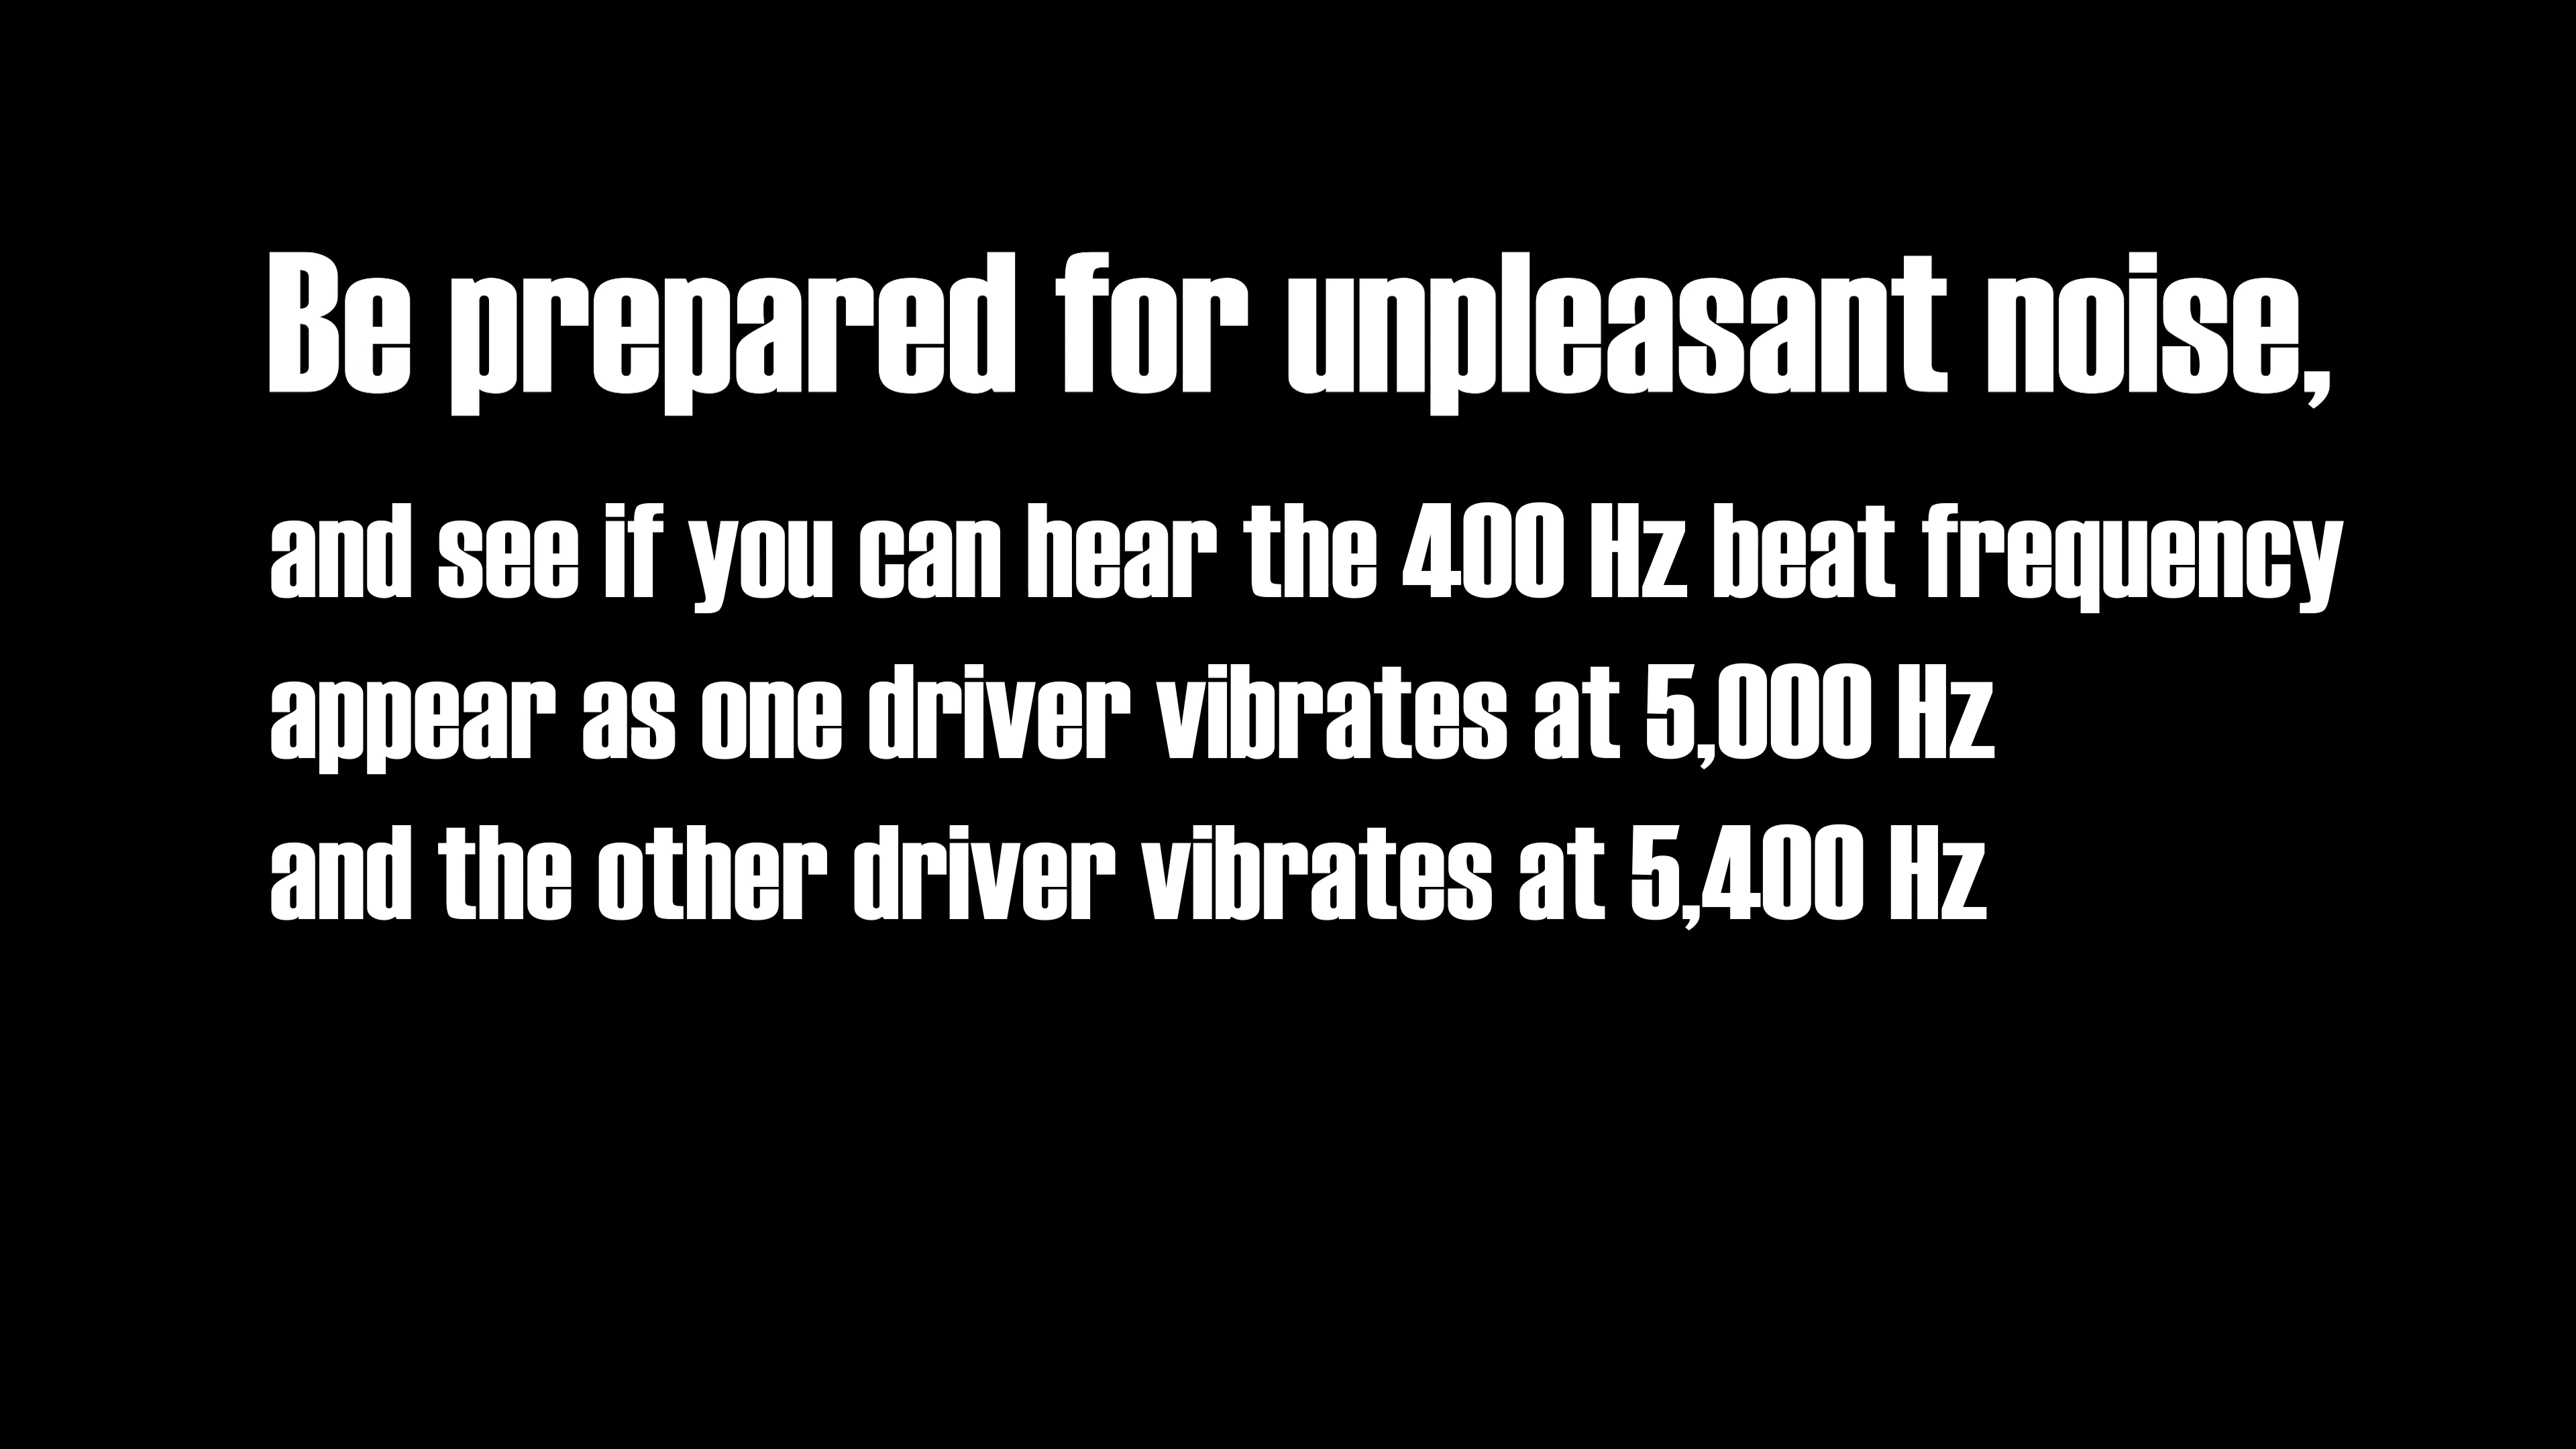 Be prepared for unpleasant noise,
and see if you can hear the 400 Hz beat frequency
appear as one driver vibrates at 5,000 Hz
and the other driver vibrates at 5,400 Hz